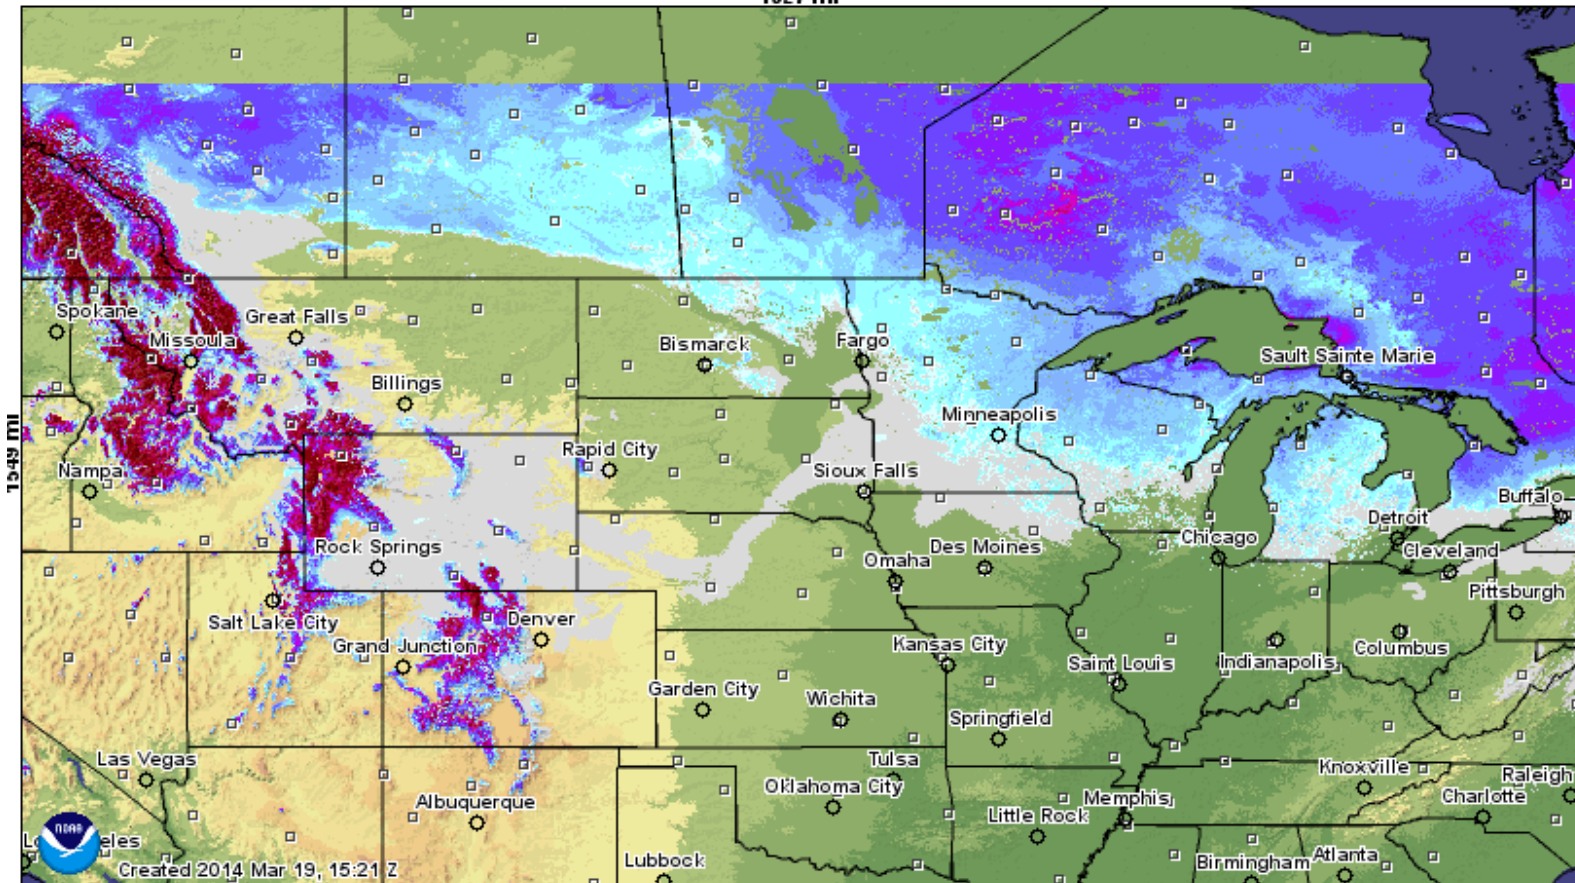 1549 mi
Spokane
Great Falls
Missoula
Bismarck
Fargo
Sault Sainte Marie
Billings
Minneapolis
Rapid City
Nampa
Sioux Falls
Buffalo
Detroit
Rock Springs
Omaha
Des Moines
Chicago
Cleveland
Pittsburgh
Salt Lake City
Denver
Grand Junction
Kansas City
Saint Louis
Indianapolis
Columbus
Garden City
Wichita
Springfield
Las Vegas
Tulsa
Knoxville
Raleigh
Oklahoma City
Albuquerque
Memphis
Charlotte
Little Rock
NOAA
Lubbock
Birmingham
Atlanta
Created 2014 Mar 19, 15:21 Z